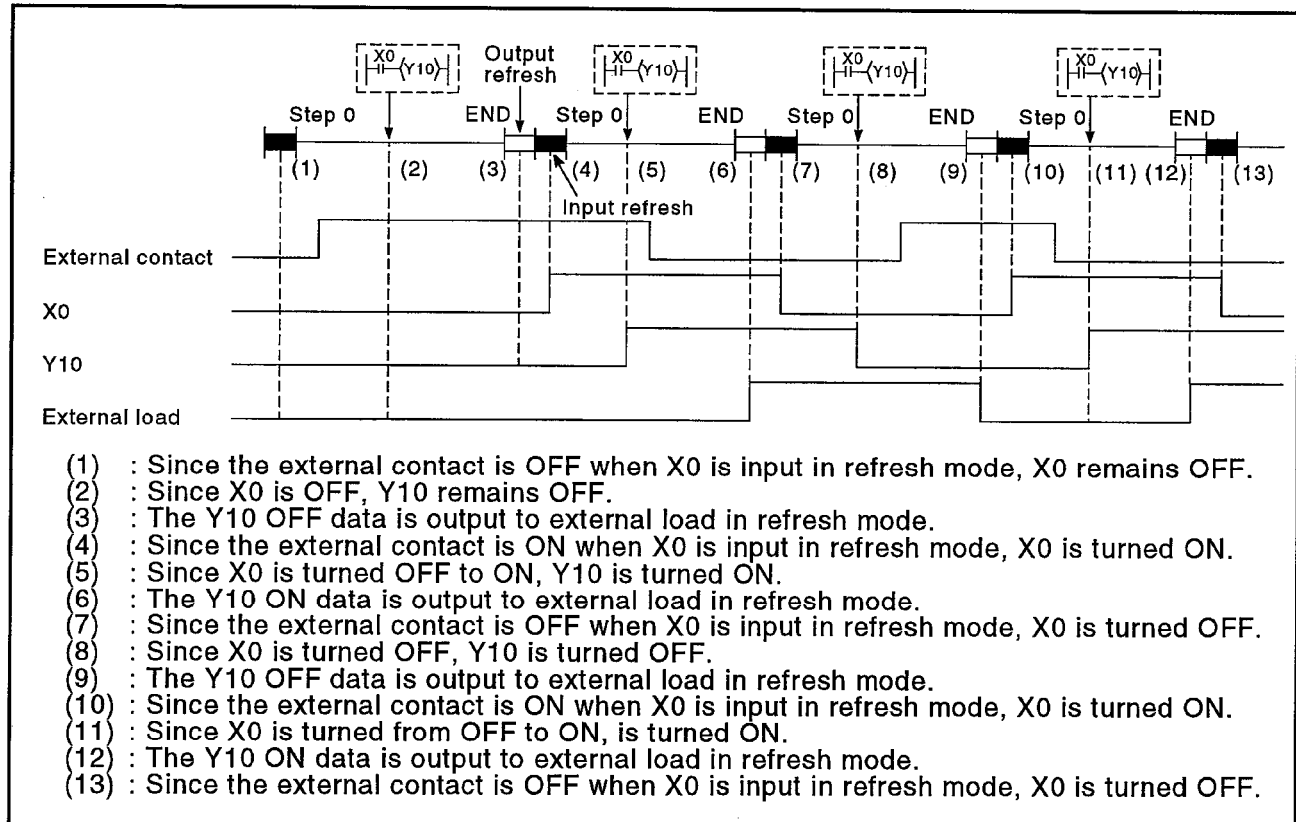 X0 Output X0 X0 X0
(Y10) refresh (Y10) (Y10) (Y10)
Step 0 END Step 0 END Step 0 END Step 0 END
(1) (2) (3) (4) (5) (6) (7) (8) (9) (10) (11) (12) (13)
Input refresh
External contact
X0
Y10
External load
(1) : Since the external contact is OFF when X0 is input in refresh mode, X0 remains OFF.
(2) : Since X0 is OFF, Y10 remains OFF.
(3) : The Y10 OFF data is output to external load in refresh mode.
(4) : Since the external contact is ON when X0 is input in refresh mode, X0 is turned ON.
(5) : Since X0 is turned OFF to ON, Y10 is turned ON.
(6) : The Y10 ON data is output to external load in refresh mode.
(7) : Since the external contact is OFF when X0 is input in refresh mode, X0 is turned OFF.
(8) : Since X0 is turned OFF, Y10 is turned OFF.
(9) : The Y10 OFF data is output to external load in refresh mode.
(10) : Since the external contact is ON when X0 is input in refresh mode, X0 is turned ON.
(11) : Since X0 is turned from OFF to ON, is turned ON.
(12) : The Y10 ON data is output to external load in refresh mode.
(13) : Since the external contact is OFF when X0 is input in refresh mode, X0 is turned OFF.